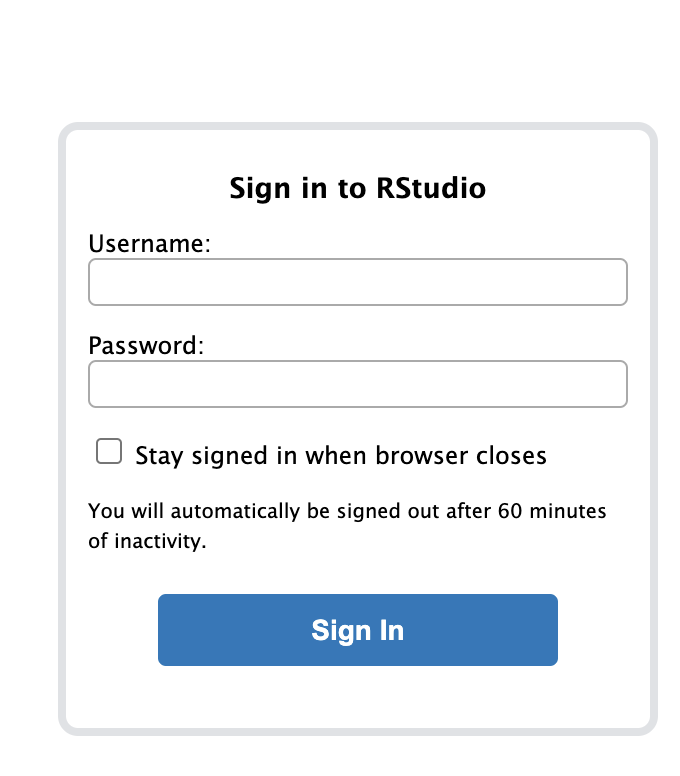 Sign in to RStudio
Username:
Password:
Stay signed in when browser closes
You will automatically be signed out after 60 minutes
of inactivity.
Sign In